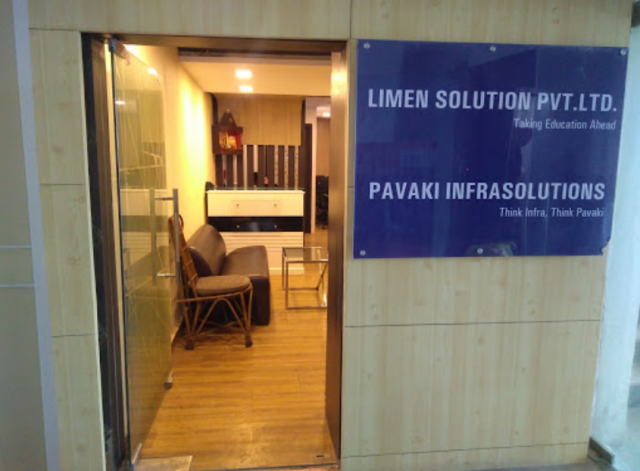 LIMEN SOLUTION PVT.LTD.
Taking Education Ahead
PAVAKI INFRASOLUTIONS
Think Infra, Think Pavaki